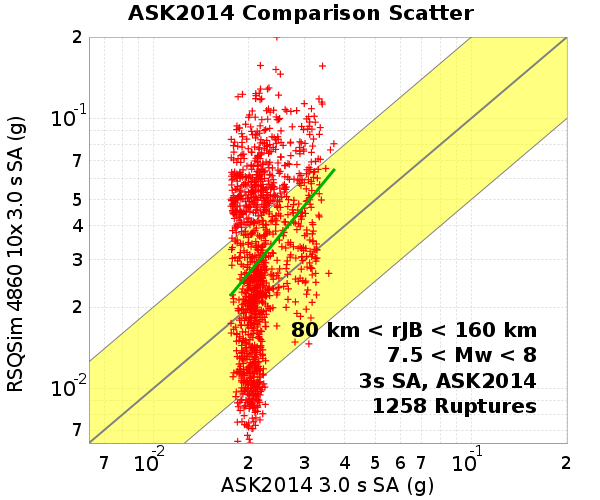 ASK2014 Comparison Scatter
RSQSim 4860 10x 3.0 s SA (g)
2
10-1
7
5
4
3
2
10-2
7
80 km < rJB < 160 km
7.5 < Mw < 8
3s SA, ASK2014
1258 Ruptures
7 10-2 2 3 4 5 6 7 10-1 2
ASK2014 3.0 s SA (g)